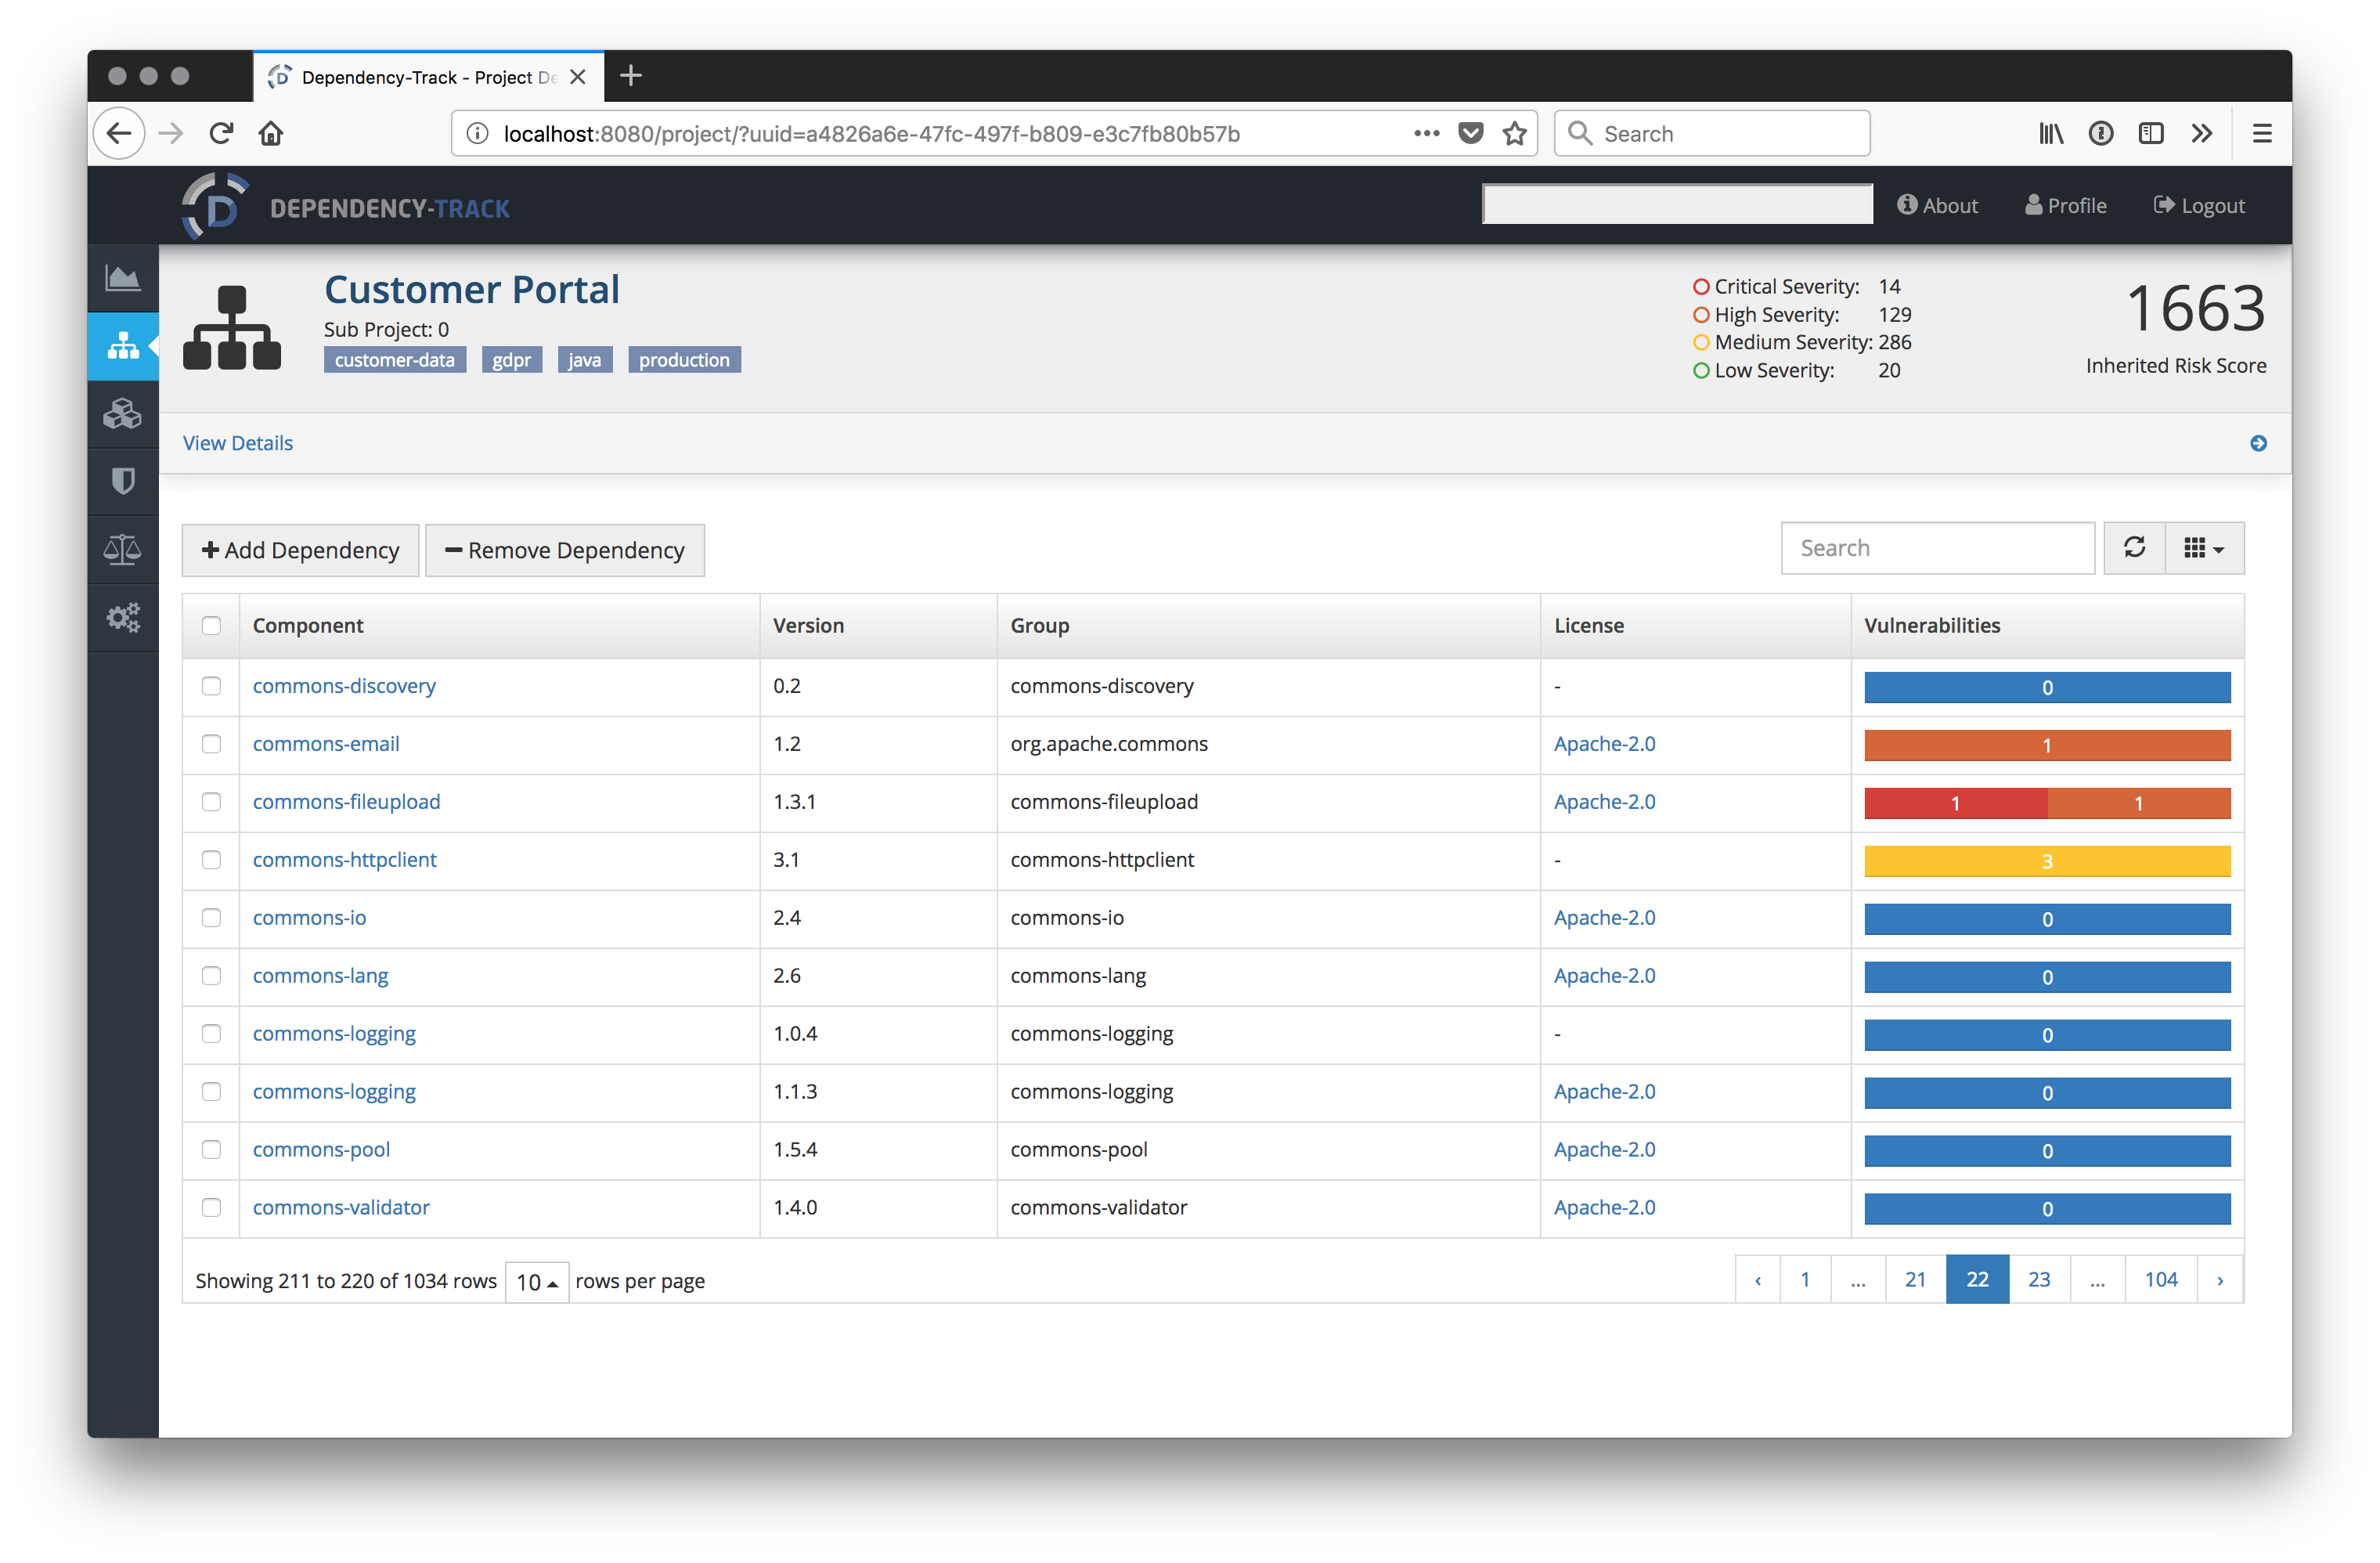 Dependency-Track - Project De
localhost:8080/project/?uuid=a4826a6e-47fc-497f-b809-e3c7fb80b57b
Search
DEPENDENCY-TRACK
About
Profile
Logout
Customer Portal
Sub Project: 0
customer-data gdpr java production
Critical Severity: 14
High Severity: 129
Medium Severity: 286
Low Severity: 20
1663
Inherited Risk Score
View Details
Add Dependency
Remove Dependency
Search
Component Version Group License Vulnerabilities
commons-discovery 0.2 commons-discovery - 0
commons-email 1.2 org.apache.commons Apache-2.0 1
commons-fileupload 1.3.1 commons-fileupload Apache-2.0 1 1
commons-httpclient 3.1 commons-httpclient - 3
commons-io 2.4 commons-io Apache-2.0 0
commons-lang 2.6 commons-lang Apache-2.0 0
commons-logging 1.0.4 commons-logging - 0
commons-logging 1.1.3 commons-logging Apache-2.0 0
commons-pool 1.5.4 commons-pool Apache-2.0 0
commons-validator 1.4.0 commons-validator Apache-2.0 0
Showing 211 to 220 of 1034 rows 10 rows per page
‹ 1 ... 21 22 23 ... 104 ›